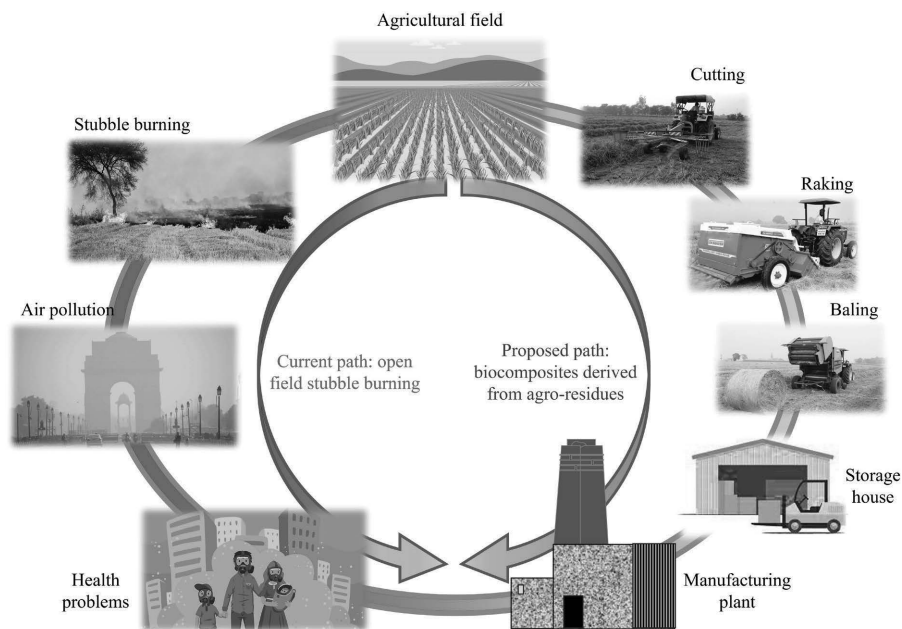 Agricultural field
Cutting
Stubble burning
Raking
Air pollution
Baling
Current path: open
field stubble burning
Proposed path:
biocomposites derived
from agro-residues
Storage
house
Health
problems
Manufacturing
plant